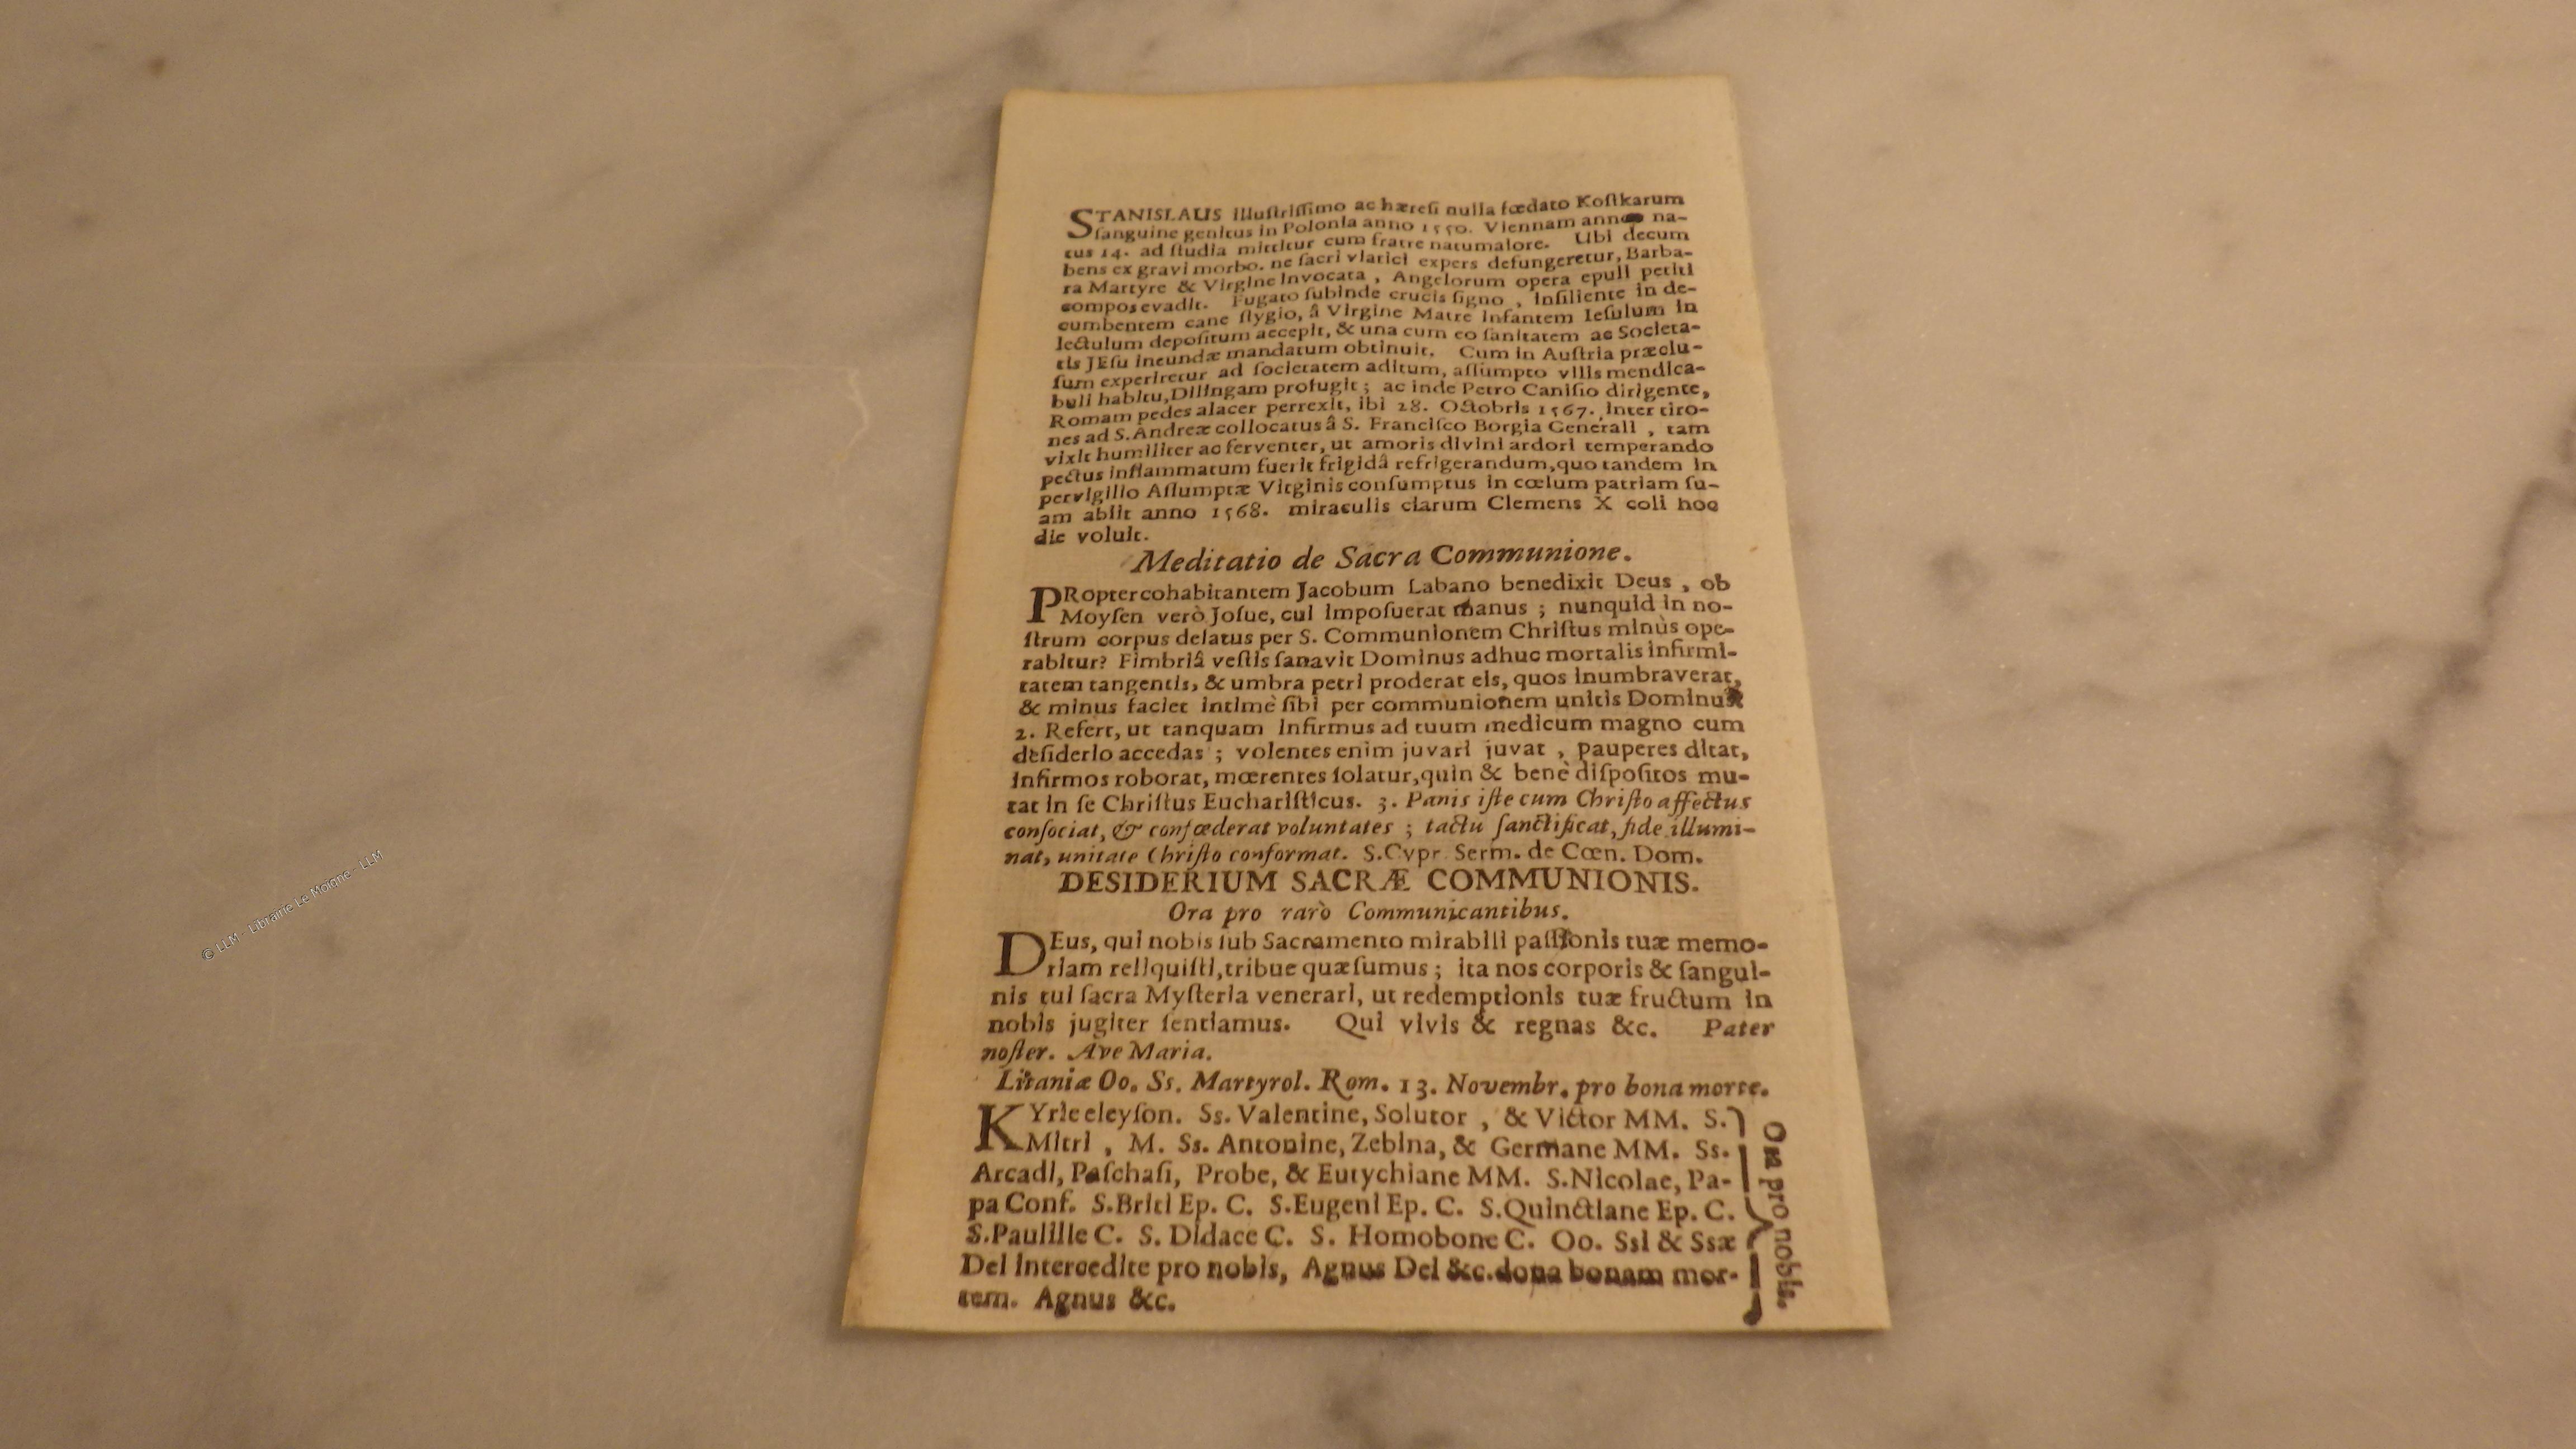 STANISLAUS illuſtriſſimo ac hæreſi nulla fœdato Koſtkarum
ſanguine genitus in Polonia anno 1550. Viennam annos na-
tus 14. ad ſtudia mittitur cum fratre natu maiore. Ubi decum
bens ex gravi morbo. ne ſacri viatici expers defungeretur, Barba-
ra Martyre & Virgine invocata, Angelorum opera epuli petiti
compos evadit. Fugato ſubinde crucis ſigno, inſiliente in de-
cumbentem cane ſtygio, â Virgine Matre Infantem Ieſulum in
lectulum depoſitum accepit, & una cum eo ſanitatem ac Societa-
tis JEſu ineundæ mandatum obtinuit. Cum in Auſtria præclu-
ſum experiretur ad ſocietatem aditum, aſſumpto vilis mendica-
buli habitu, Dilingam profugit; ac inde Petro Caniſio dirigente,
Romam pedes alacer perrexit, ibi 28. Octobris 1567. inter tiro-
nes ad S. Andreæ collocatus â S. Franciſco Borgia Generali, tam
vixit humiliter ac ferventer, ut amoris divini ardori temperando
pectus inflammatum fuerit frigidâ refrigerandum, quo tandem in
pervigilio Aſſumptæ Virginis conſumptus in cœlum patriam ſu-
am abiit anno 1568. miraculis clarum Clemens X coli hoc
die voluit.
Meditatio de Sacra Communione.
PRopter cohabitantem Jacobum Labano benedixit Deus, ob
Moyſen verò Joſue, cui impoſuerat manus; nunquid in no-
ſtrum corpus delatus per S. Communionem Chriſtus minùs ope-
rabitur? Fimbriâ veſtis ſanavit Dominus adhuc mortalis infirmi-
tatem tangentis, & umbra petri proderat eis, quos inumbraverat,
& minus faciet intimè ſibi per communionem unitis Dominus
2. Refert, ut tanquam infirmus ad tuum medicum magno cum
deſiderio accedas; volentes enim juvari juvat, pauperes ditat,
infirmos roborat, mœrentes ſolatur, quin & benè diſpoſitos mu-
tat in ſe Chriſtus Euchariſticus. 3. Panis iſte cum Chriſto affectus
conſociat, & confœderat voluntates; tactu ſanctificat, fide illumi-
nat, unitate Chriſto conformat. S. Cypr. Serm. de Cœn. Dom.
DESIDERIUM SACRÆ COMMUNIONIS.
Ora pro rarò Communicantibus.
DEus, qui nobis ſub Sacramento mirabili paſſionis tuæ memo-
riam reliquiſti, tribue quæſumus; ita nos corporis & ſangui-
nis tui ſacra Myſteria venerari, ut redemptionis tuæ fructum in
nobis jugiter ſentiamus. Qui vivis & regnas &c. Pater
noſter. Ave Maria.
Litaniæ Oo. Ss. Martyrol. Rom. 13. Novembr. pro bona morte.
KYrie eleyſon. Ss. Valentine, Solutor, & Victor MM. S.
Mitri, M. Ss. Antonine, Zebina, & Germane MM. Ss.
Arcadi, Paſchaſi, Probe, & Eutychiane MM. S. Nicolae, Pa-
pa Conf. S. Briti Ep. C. S. Eugeni Ep. C. S. Quinctiane Ep. C.
S. Paulille C. S. Didace C. S. Homobone C. Oo. Ssi & Ssæ
Dei intercedite pro nobis, Agnus Dei &c. dona bonam mor-
tem. Agnus &c.
Ora pro nobis.
© LLM - Librairie Le Moigne - LLM